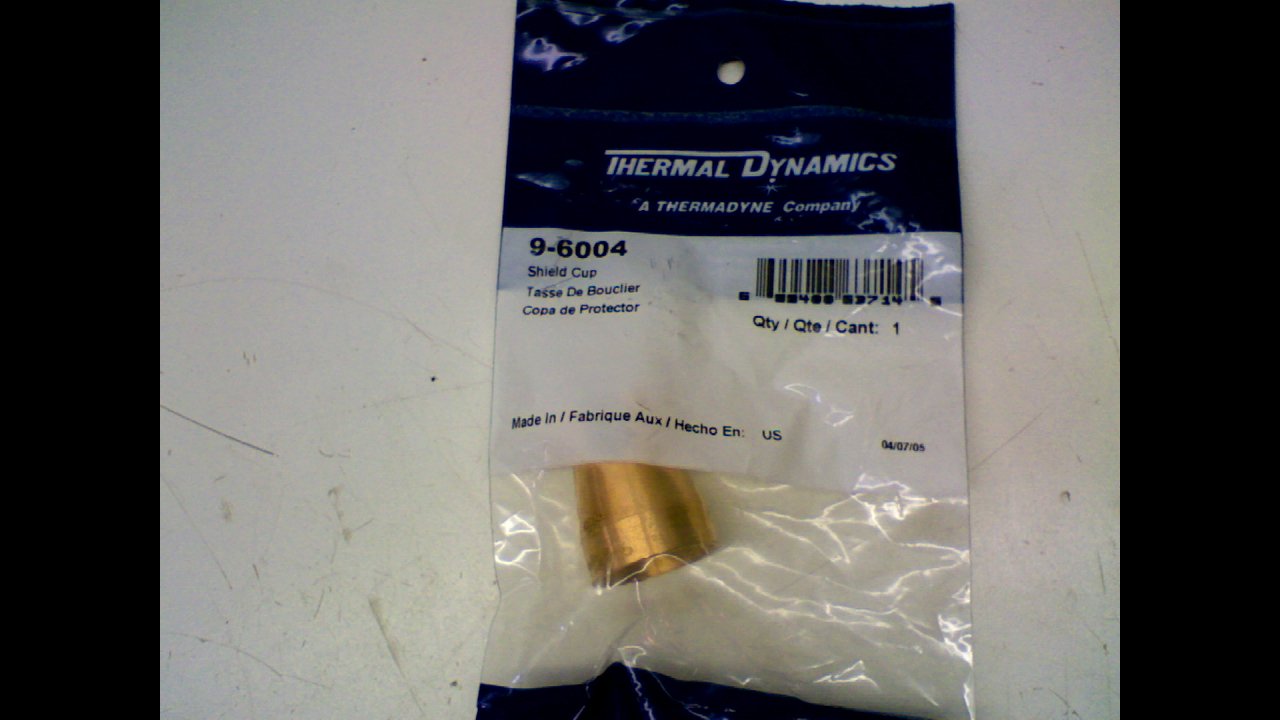 THERMAL DYNAMICS
A THERMADYNE Company
9-6004
Shield Cup
Tasse De Bouclier
Copa de Protector
Qty / Qte / Cant: 1
Made In / Fabrique Aux / Hecho En: US
04/07/05